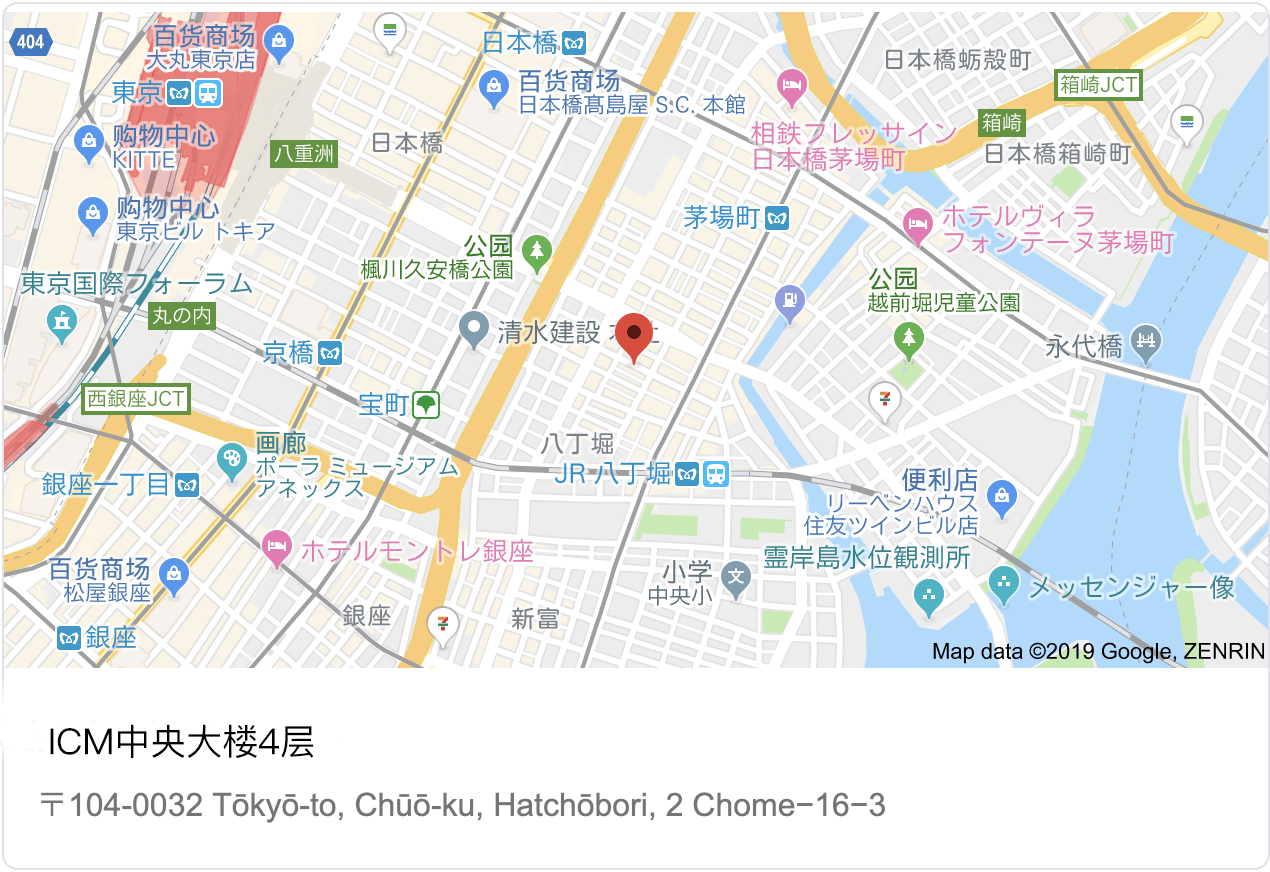 404
百货商场
大丸東京店
日本橋
日本橋蛎殻町
百货商场
日本橋髙島屋 S.C. 本館
箱崎JCT
東京
购物中心
KITTE
八重洲
日本橋
相鉄フレッサイン
日本橋茅場町
箱崎
日本橋箱崎町
购物中心
東京ビル トキア
茅場町
ホテルヴィラ
フォンテーヌ茅場町
公园
楓川久安橋公園
東京国際フォーラム
公园
越前堀児童公園
丸の内
清水建設
京橋
永代橋
西銀座JCT
宝町
画廊
ポーラ ミュージアム
アネックス
八丁堀
JR 八丁堀
銀座一丁目
便利店
リーベンハウス
住友ツインビル店
ホテルモントレ銀座
百货商场
松屋銀座
小学
中央小
文
霊岸島水位観測所
メッセンジャー像
銀座
新富
銀座
Map data ©2019 Google, ZENRIN
ICM中央大楼4层
〒104-0032 Tōkyō-to, Chūō-ku, Hatchōbori, 2 Chome−16−3